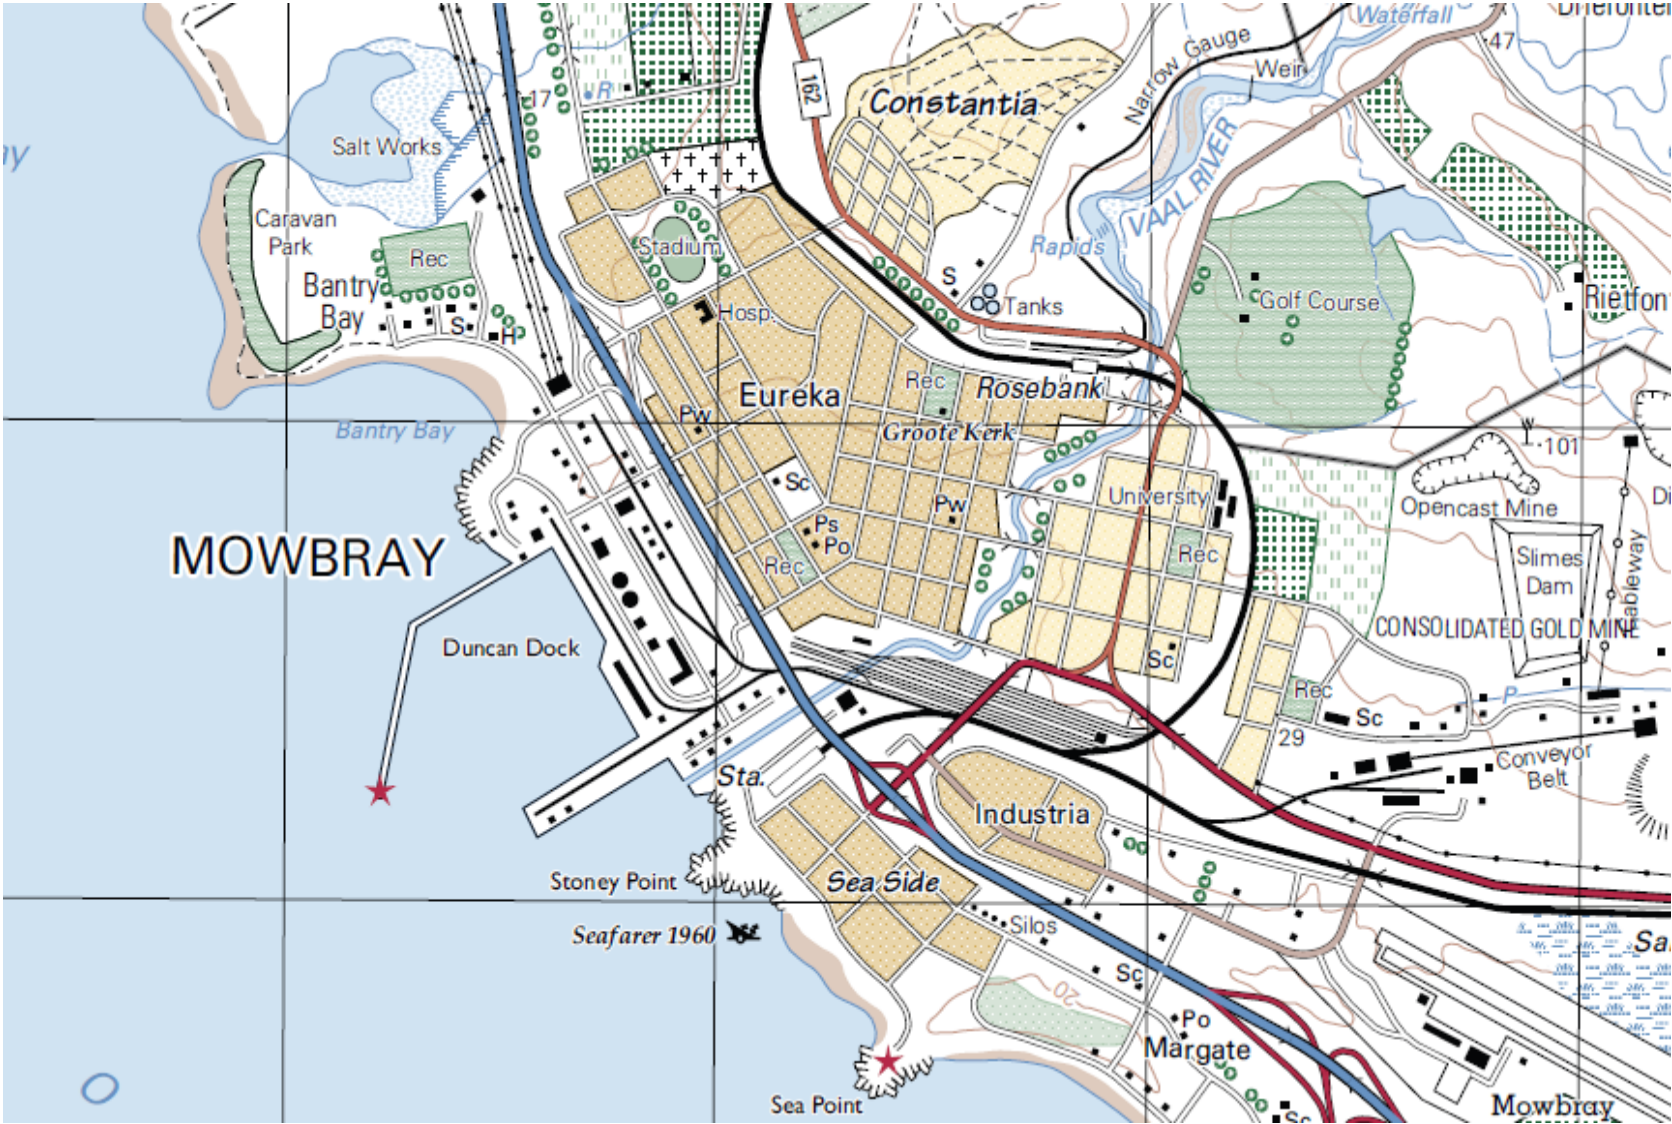 Waterfall
47
Narrow Gauge
Weir
162
Constantia
17
R
Salt Works
VAAL RIVER
Caravan
Park
Rec
Stadium
Rapids
S
Tanks
Golf Course
Bantry
Bay
S
H
Hosp.
Eureka
Rec
Rosebank
Pw
Groote Kerk
Bantry Bay
101
Sc
University
Pw
Opencast Mine
MOWBRAY
Ps
Po
Rec
Rec
Slimes
Dam
Duncan Dock
CONSOLIDATED GOLD MINE
Sc
Rec
P
Sc
29
Conveyor
Belt
Sta.
Industria
Stoney Point
Sea Side
Silos
Seafarer 1960
Sc
20
Po
Margate
Sea Point
Mowbray
Sc